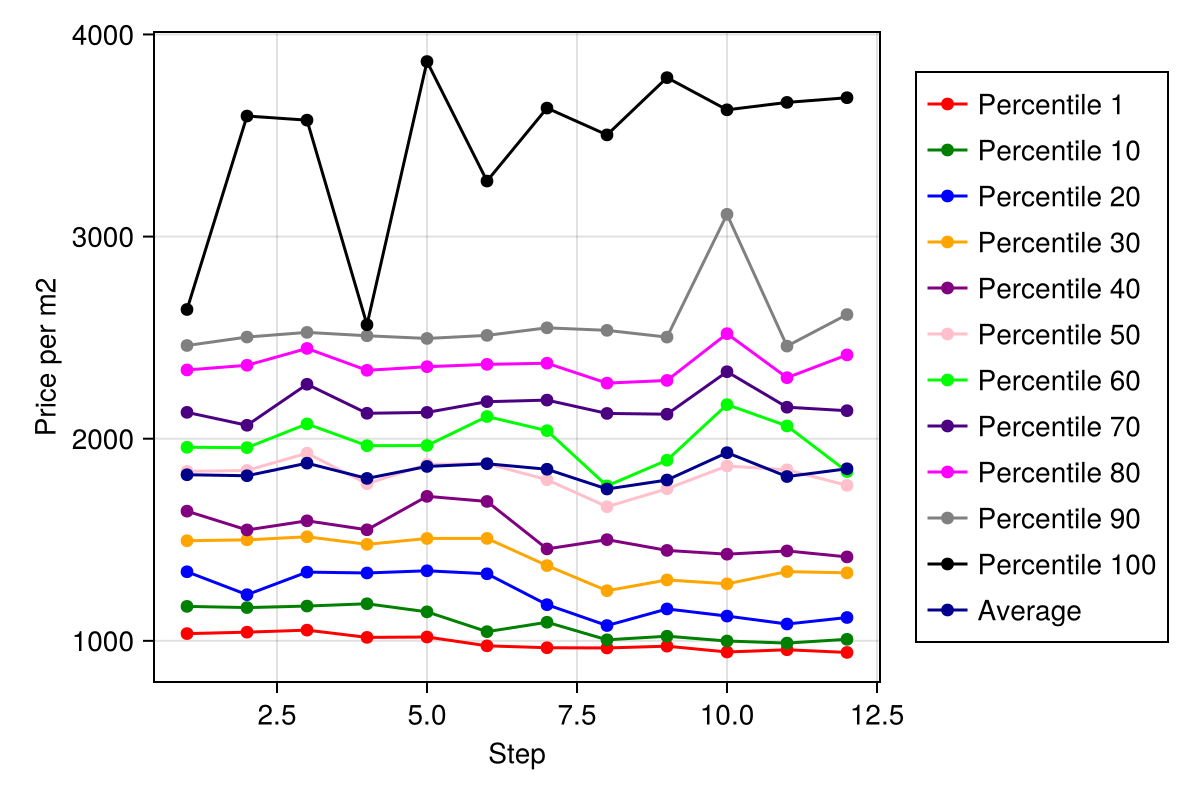 4000
3000
2000
1000
Price per m2
2.5 5.0 7.5 10.0 12.5
Step
Percentile 1
Percentile 10
Percentile 20
Percentile 30
Percentile 40
Percentile 50
Percentile 60
Percentile 70
Percentile 80
Percentile 90
Percentile 100
Average